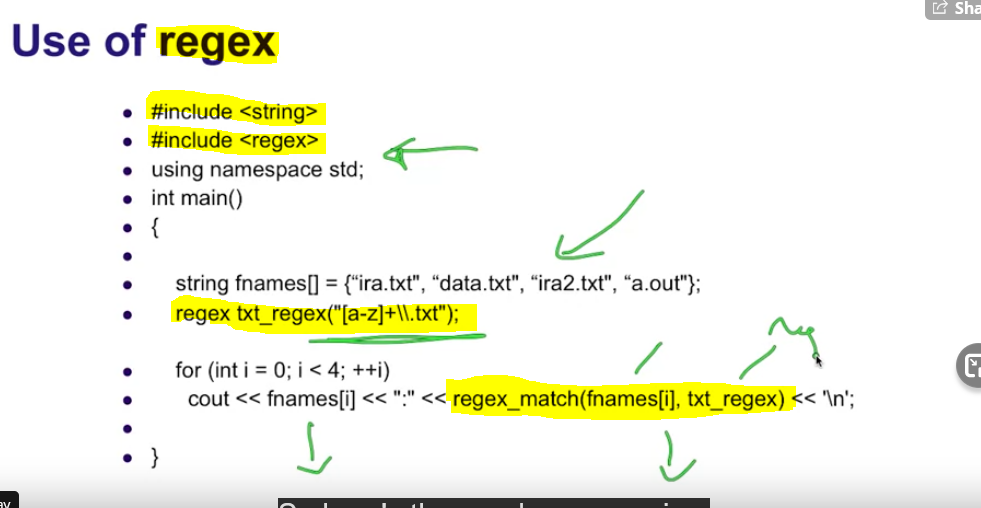 Sha
Use of regex
• #include <string>
• #include <regex>
• using namespace std;
• int main()
• {
•
• string fnames[] = {“ira.txt", “data.txt", “ira2.txt", “a.out"};
• regex txt_regex("[a-z]+\\.txt");
• for (int i = 0; i < 4; ++i)
• cout << fnames[i] << ":" << regex_match(fnames[i], txt_regex) << '\n';
•
• }